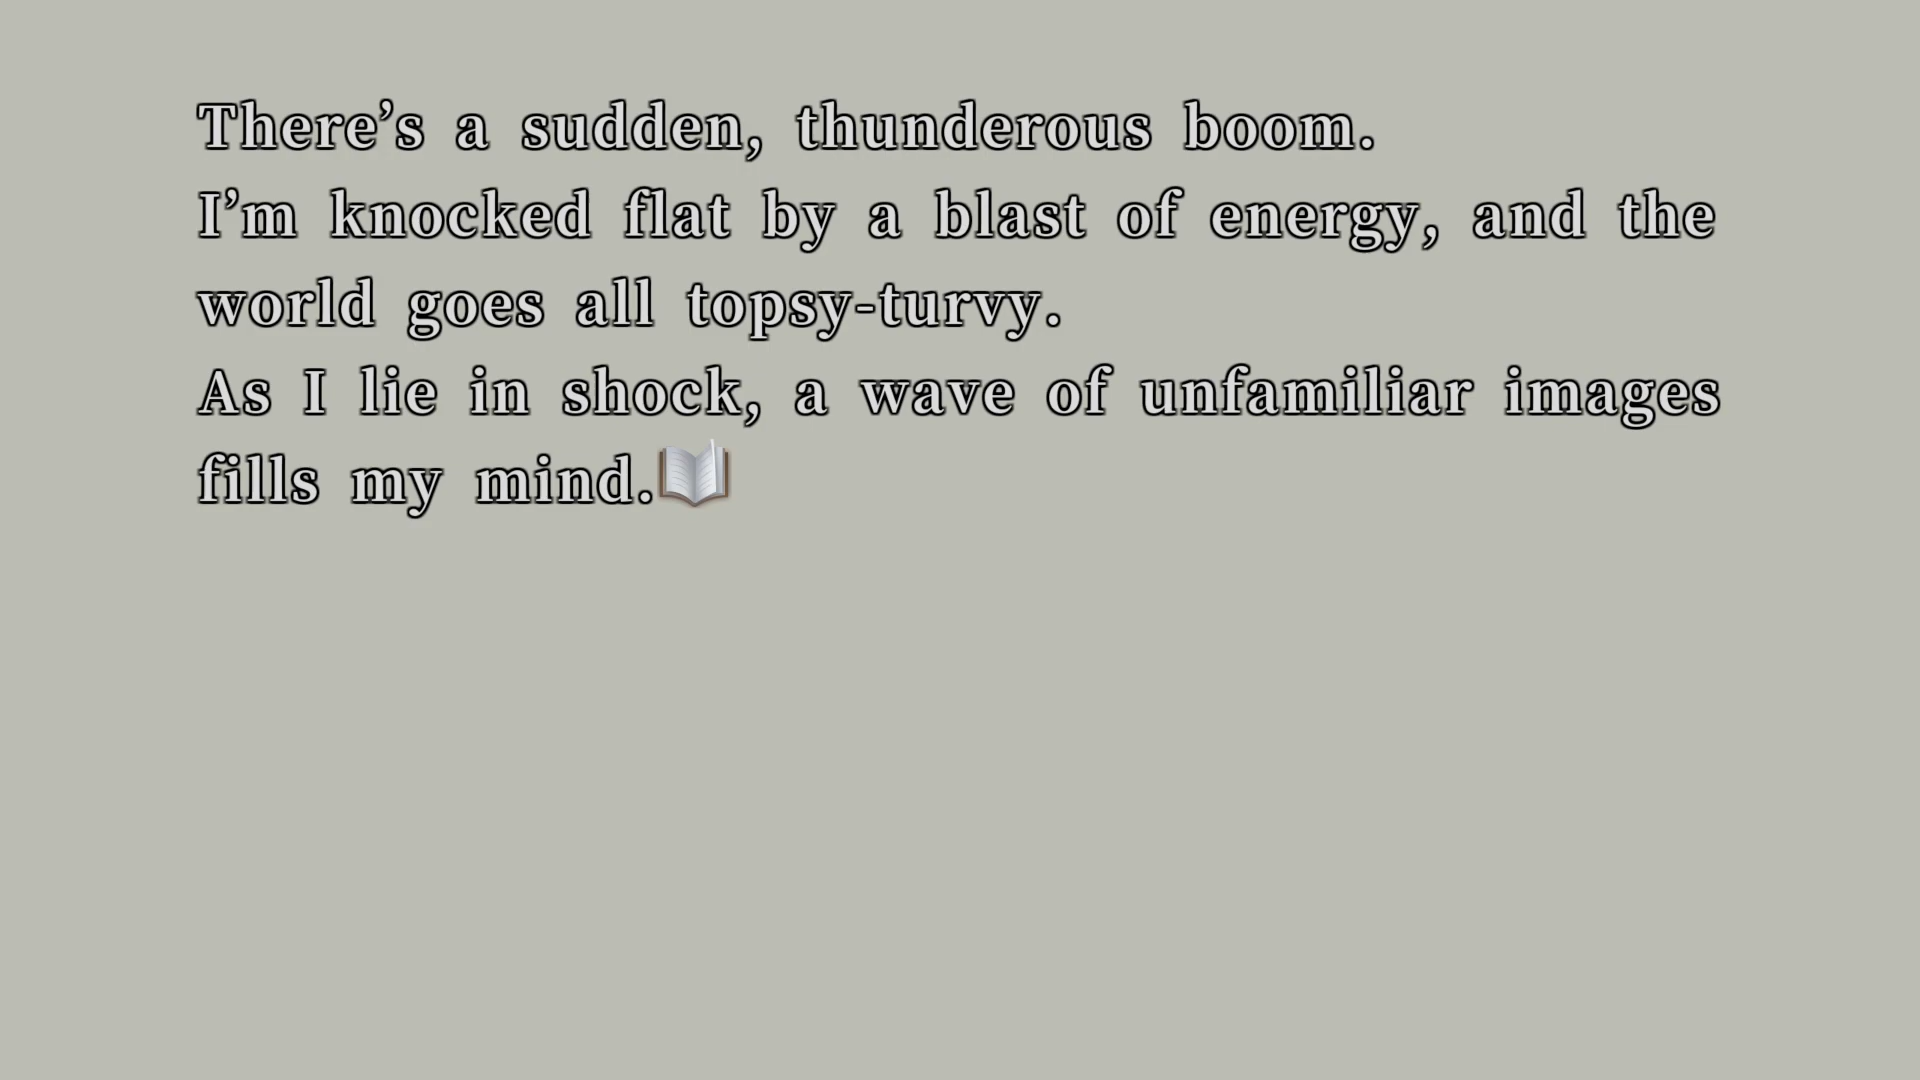 There’s a sudden, thunderous boom.
I’m knocked flat by a blast of energy, and the
world goes all topsy-turvy.
As I lie in shock, a wave of unfamiliar images
fills my mind.